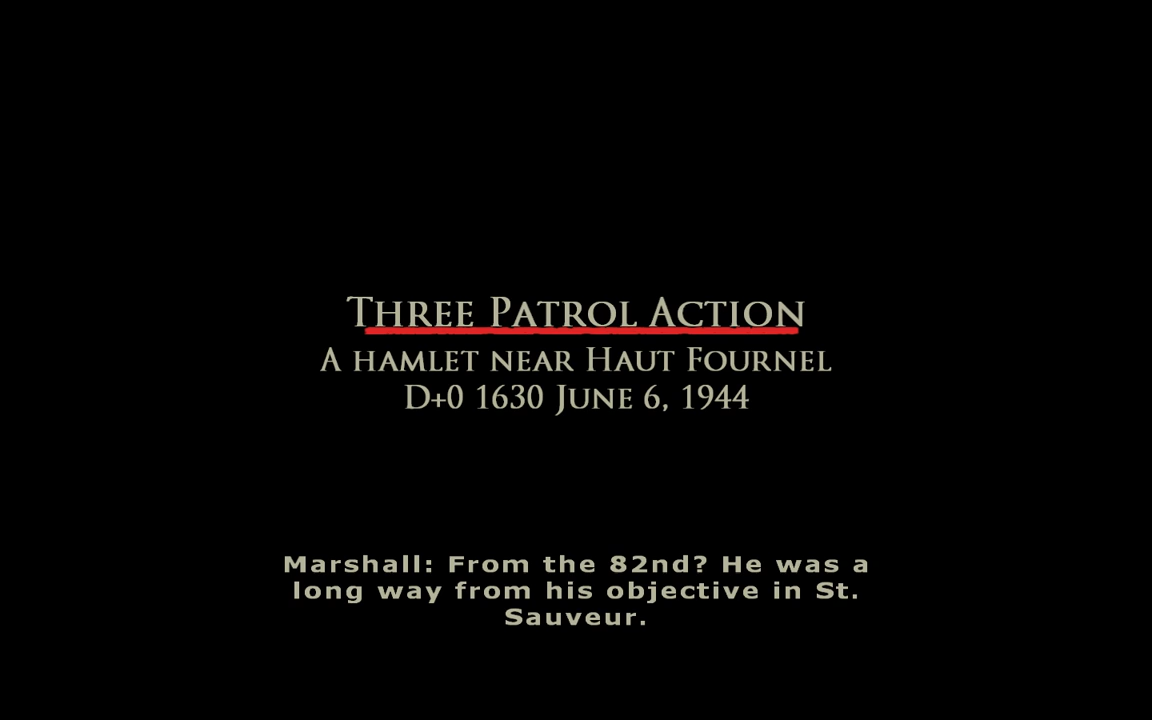 Three Patrol Action
A hamlet near Haut Fournel
D+0 1630 June 6, 1944
Marshall: From the 82nd? He was a
long way from his objective in St.
Sauveur.